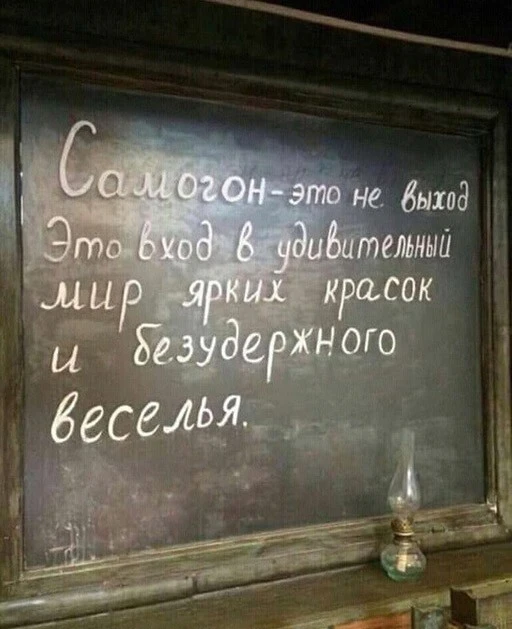 Самогон-это не выход
Это вход в удивительный
мир ярких красок
и безудержного
веселья.